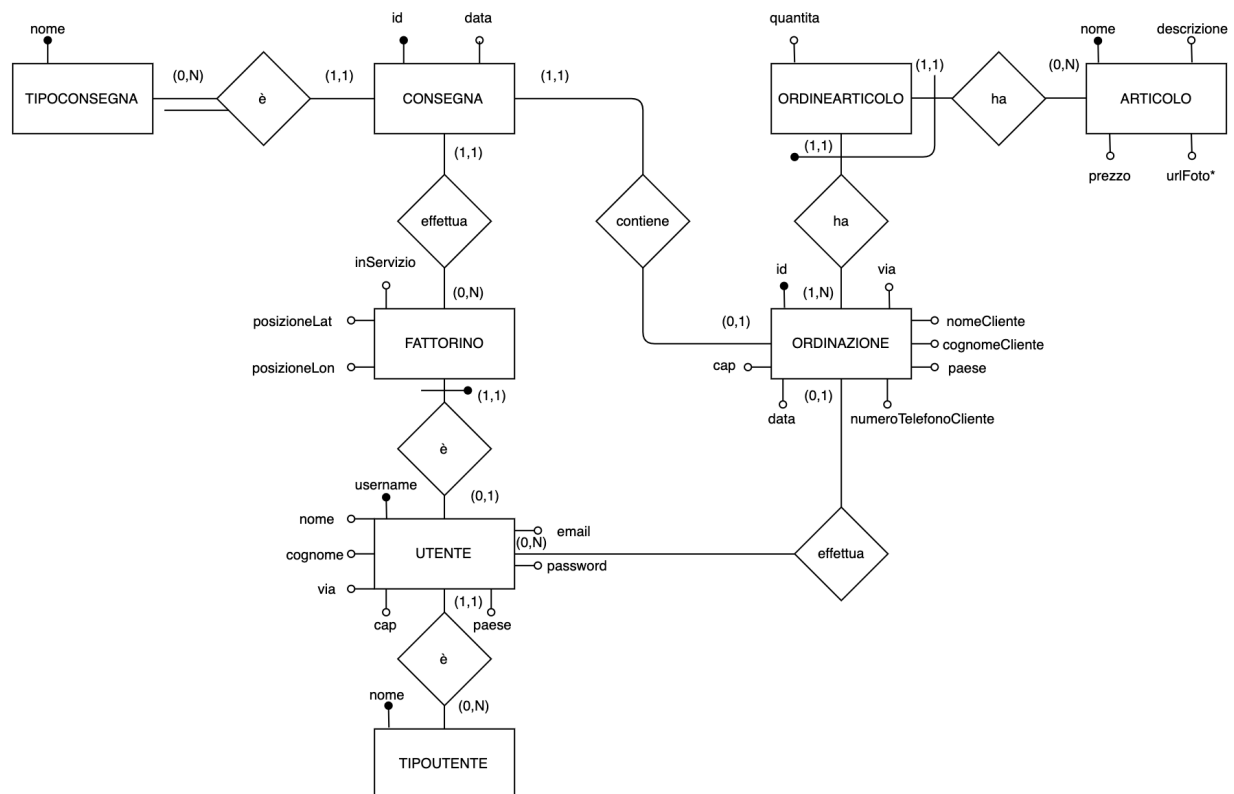 nome
id
data
quantita
nome
descrizione
(0,N)
(1,1)
(1,1)
(1,1)
(0,N)
TIPOCONSEGNA
è
CONSEGNA
ORDINEARTICOLO
ha
ARTICOLO
(1,1)
(1,1)
prezzo
urlFoto*
effettua
contiene
ha
inServizio
id
via
(0,N)
(1,N)
posizioneLat
(0,1)
nomeCliente
FATTORINO
ORDINAZIONE
cognomeCliente
posizioneLon
cap
paese
(1,1)
(0,1)
data
numeroTelefonoCliente
è
username
(0,1)
nome
email
(0,N)
cognome
UTENTE
effettua
password
via
(1,1)
cap
paese
è
nome
(0,N)
TIPOUTENTE